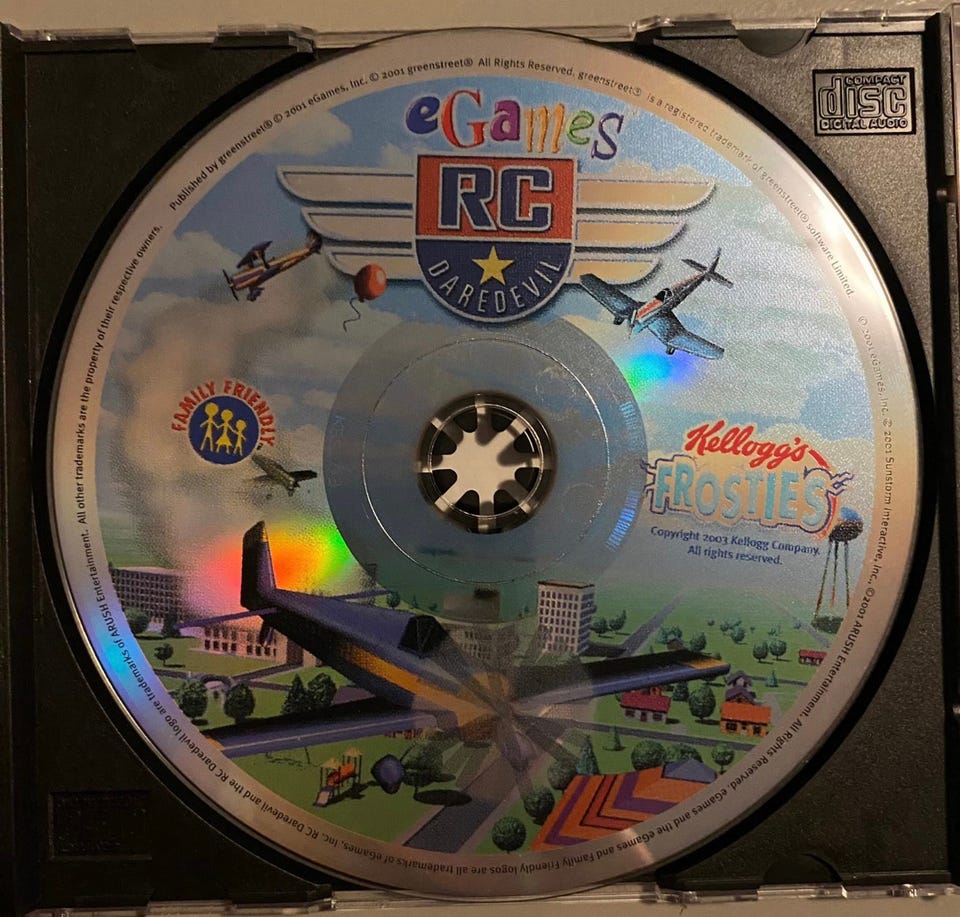 COMPACT
disc
DIGITAL AUDIO
eGames
RC
DAREDEVIL
FAMILY FRIENDLY
Kellogg's
FROSTIES
Copyright 2003 Kellogg Company.
All rights reserved.
Published by greenstreet® © 2001 eGames, Inc. © 2001 greenstreet® All Rights Reserved. greenstreet® is a registered trademark of greenstreet® software Limited.
© 2001 eGames, Inc., © 2001 Sunstorm Interactive, Inc., ©2001 ARUSH Entertainment. All Rights Reserved. eGames and the eGames and Family Friendly logos are all trademarks of eGames, Inc. RC Daredevil and the RC Daredevil logo are trademarks of ARUSH Entertainment. All other trademarks are the property of their respective owners.